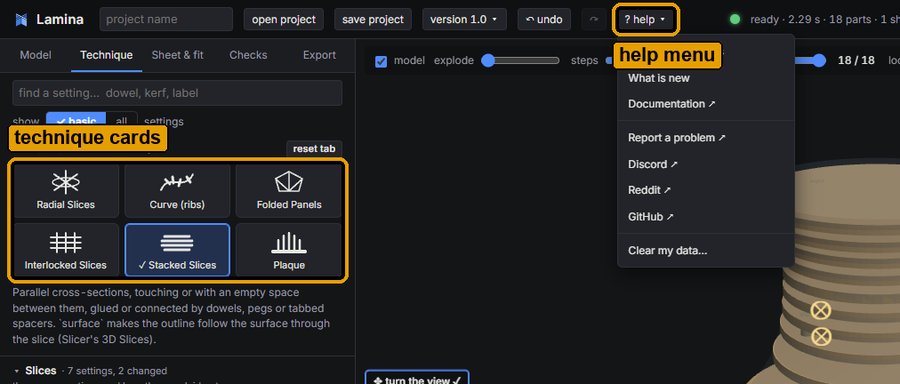 Lamina
project name
open project
save project
version 1.0
undo
? help
ready · 2.29 s · 18 parts · 1 sh
Model
Technique
Sheet & fit
Checks
Export
model
explode
steps
18 / 18
loo
help menu
What is new
Documentation ↗
Report a problem ↗
Discord ↗
Reddit ↗
GitHub ↗
Clear my data...
find a setting... dowel, kerf, label
show
✓ basic
all
settings
technique cards
reset tab
Radial Slices
Curve (ribs)
Folded Panels
Interlocked Slices
✓ Stacked Slices
Plaque
Parallel cross-sections, touching or with an empty space
between them, glued or connected by dowels, pegs or tabbed
spacers. `surface` makes the outline follow the surface through
the slice (Slicer's 3D Slices).
Slices · 7 settings, 2 changed
✥ turn the view ✓